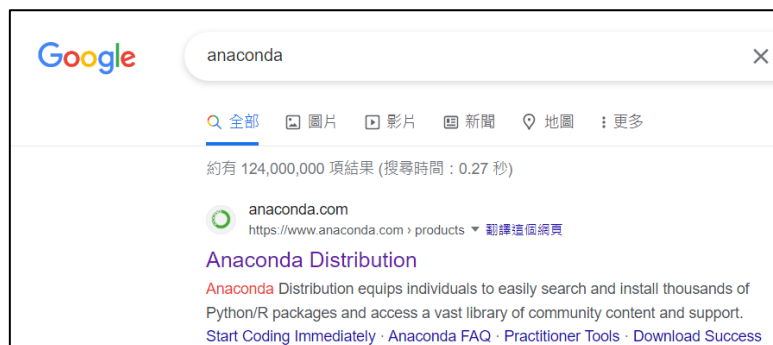 Google
anaconda
全部 圖片 影片 新聞 地圖 更多
約有 124,000,000 項結果 (搜尋時間：0.27 秒)
anaconda.com
https://www.anaconda.com › products 翻譯這個網頁
Anaconda Distribution
Anaconda Distribution equips individuals to easily search and install thousands of
Python/R packages and access a vast library of community content and support.
Start Coding Immediately · Anaconda FAQ · Practitioner Tools · Download Success